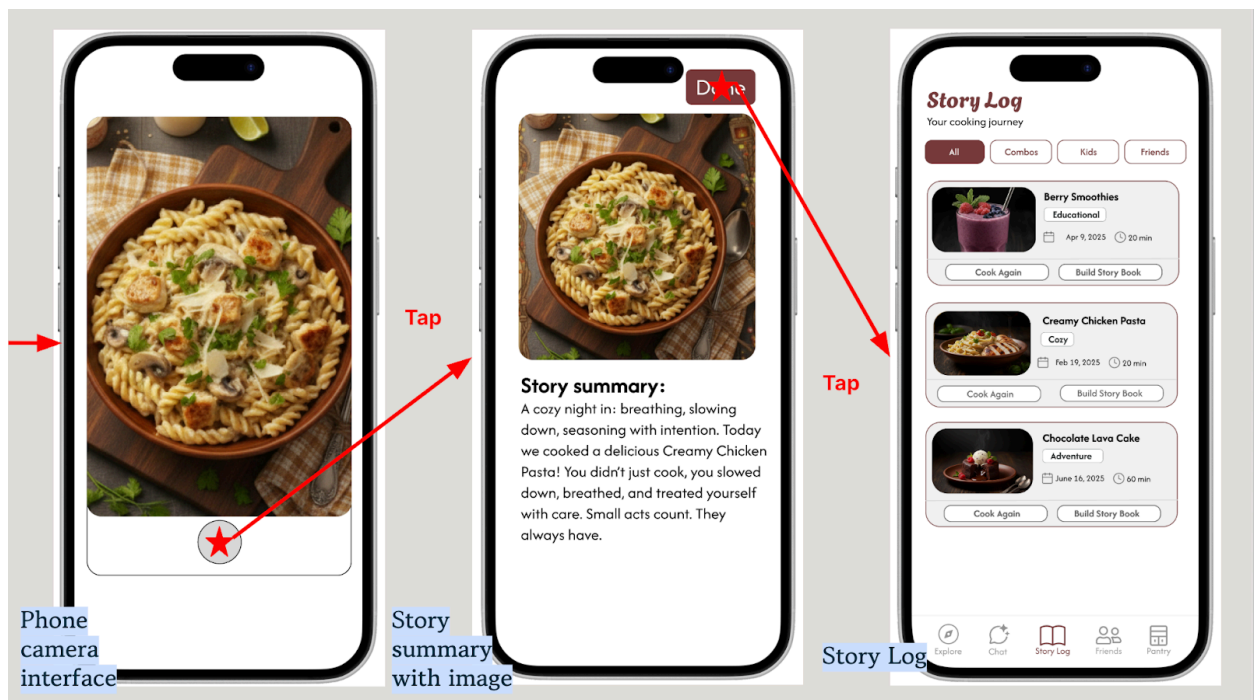 Phone
camera
interface
Tap
Done
Story summary:
A cozy night in: breathing, slowing
down, seasoning with intention. Today
we cooked a delicious Creamy Chicken
Pasta! You didn't just cook, you slowed
down, breathed, and treated yourself
with care. Small acts count. They
always have.
Story
summary
with image
Tap
Story Log
Your cooking journey
All Combos Kids Friends
Berry Smoothies
Educational
Apr 9, 2025 20 min
Cook Again Build Story Book
Creamy Chicken Pasta
Cozy
Feb 19, 2025 20 min
Cook Again Build Story Book
Chocolate Lava Cake
Adventure
June 16, 2025 60 min
Cook Again Build Story Book
Explore Chat Story Log Friends Pantry
Story Log